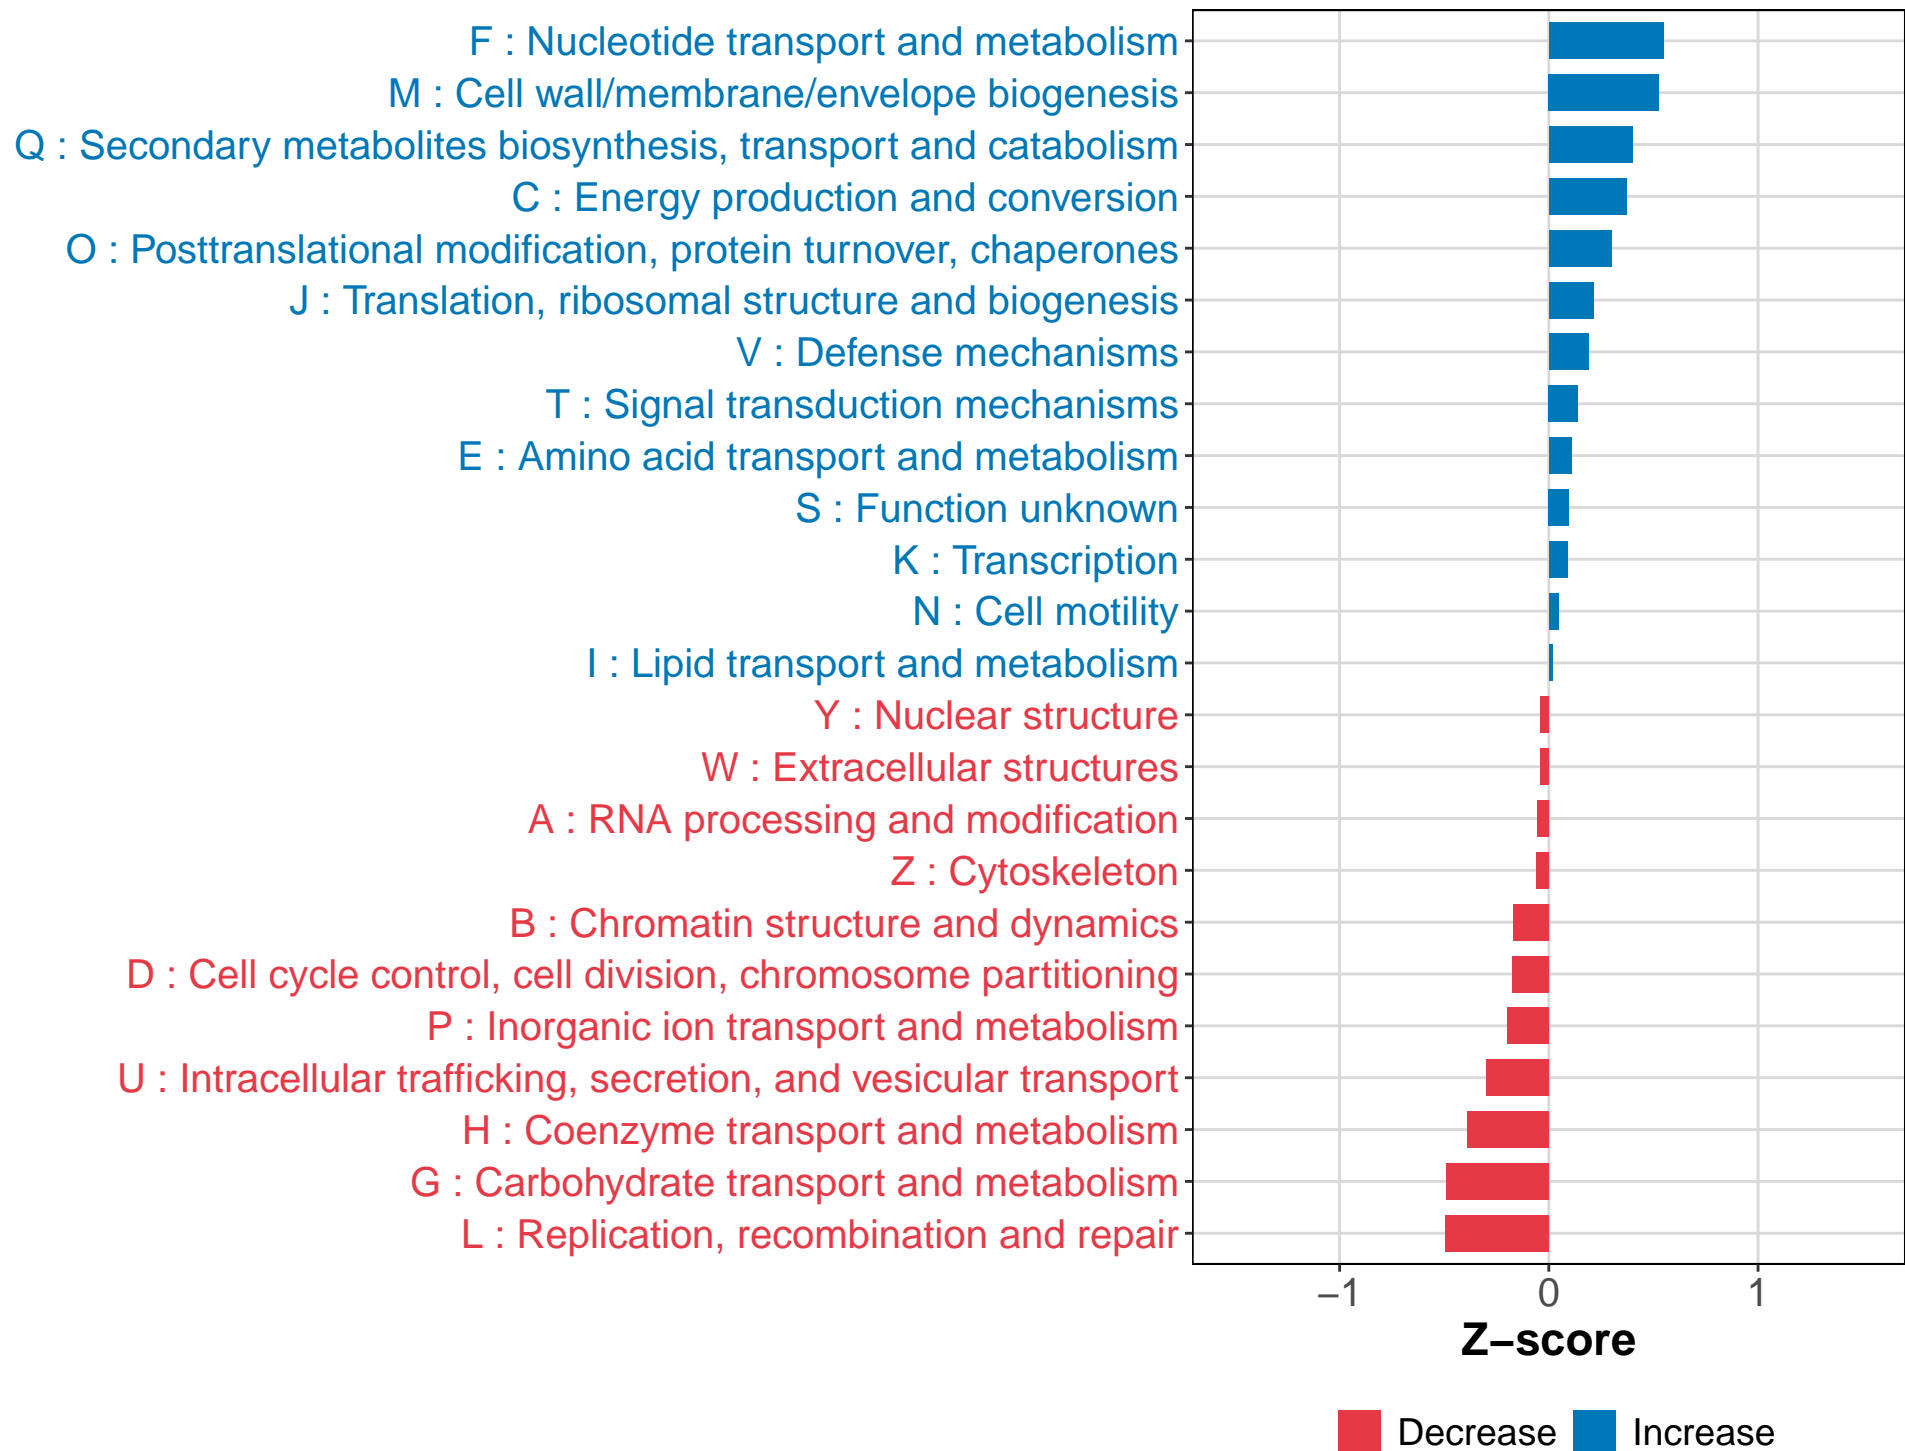 F : Nucleotide transport and metabolism
M : Cell wall/membrane/envelope biogenesis
Q : Secondary metabolites biosynthesis, transport and catabolism
C : Energy production and conversion
O : Posttranslational modification, protein turnover, chaperones
J : Translation, ribosomal structure and biogenesis
V : Defense mechanisms
T : Signal transduction mechanisms
E : Amino acid transport and metabolism
S : Function unknown
K : Transcription
N : Cell motility
I : Lipid transport and metabolism
Y : Nuclear structure
W : Extracellular structures
A : RNA processing and modification
Z : Cytoskeleton
B : Chromatin structure and dynamics
D : Cell cycle control, cell division, chromosome partitioning
P : Inorganic ion transport and metabolism
U : Intracellular trafficking, secretion, and vesicular transport
H : Coenzyme transport and metabolism
G : Carbohydrate transport and metabolism
L : Replication, recombination and repair
−1 0 1
Z−score
Decrease Increase